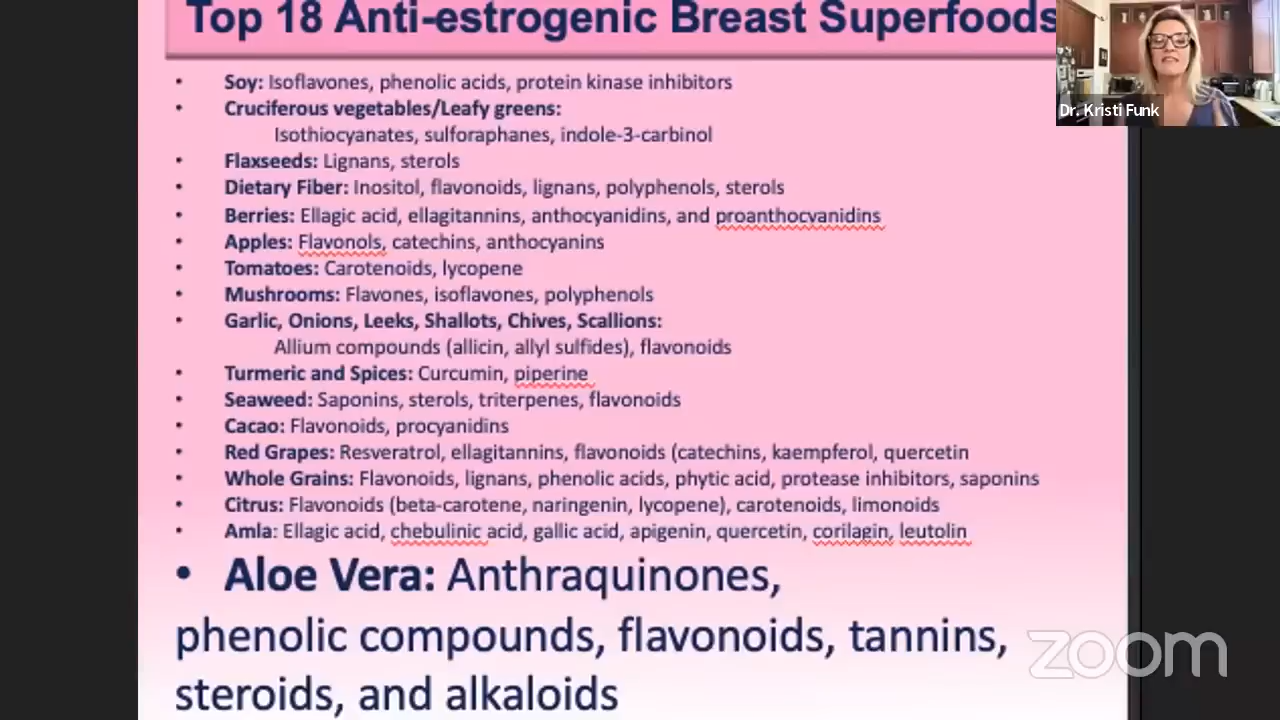 Top 18 Anti-estrogenic Breast Superfoods
Dr. Kristi Funk
• Soy: Isoflavones, phenolic acids, protein kinase inhibitors
• Cruciferous vegetables/Leafy greens:
Isothiocyanates, sulforaphanes, indole-3-carbinol
• Flaxseeds: Lignans, sterols
• Dietary Fiber: Inositol, flavonoids, lignans, polyphenols, sterols
• Berries: Ellagic acid, ellagitannins, anthocyanidins, and proanthocvanidins
• Apples: Flavonols, catechins, anthocyanins
• Tomatoes: Carotenoids, lycopene
• Mushrooms: Flavones, isoflavones, polyphenols
• Garlic, Onions, Leeks, Shallots, Chives, Scallions:
Allium compounds (allicin, allyl sulfides), flavonoids
• Turmeric and Spices: Curcumin, piperine
• Seaweed: Saponins, sterols, triterpenes, flavonoids
• Cacao: Flavonoids, procyanidins
• Red Grapes: Resveratrol, ellagitannins, flavonoids (catechins, kaempferol, quercetin
• Whole Grains: Flavonoids, lignans, phenolic acids, phytic acid, protease inhibitors, saponins
• Citrus: Flavonoids (beta-carotene, naringenin, lycopene), carotenoids, limonoids
• Amla: Ellagic acid, chebulinic acid, gallic acid, apigenin, quercetin, corilagin, leutolin
• Aloe Vera: Anthraquinones,
phenolic compounds, flavonoids, tannins,
steroids, and alkaloids
zoom